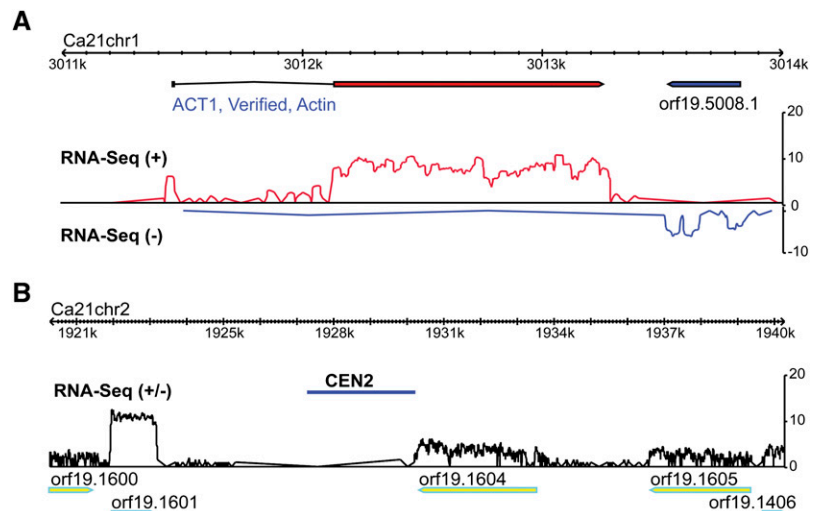 A
Ca21chr1
3011k 3012k 3013k 3014k
ACT1, Verified, Actin
orf19.5008.1
20
RNA-Seq (+)
10
0
RNA-Seq (-)
-10
B
Ca21chr2
1921k 1925k 1928k 1931k 1934k 1937k 1940k
CEN2
20
RNA-Seq (+/-)
10
0
orf19.1600 orf19.1604 orf19.1605
orf19.1601 orf19.1406